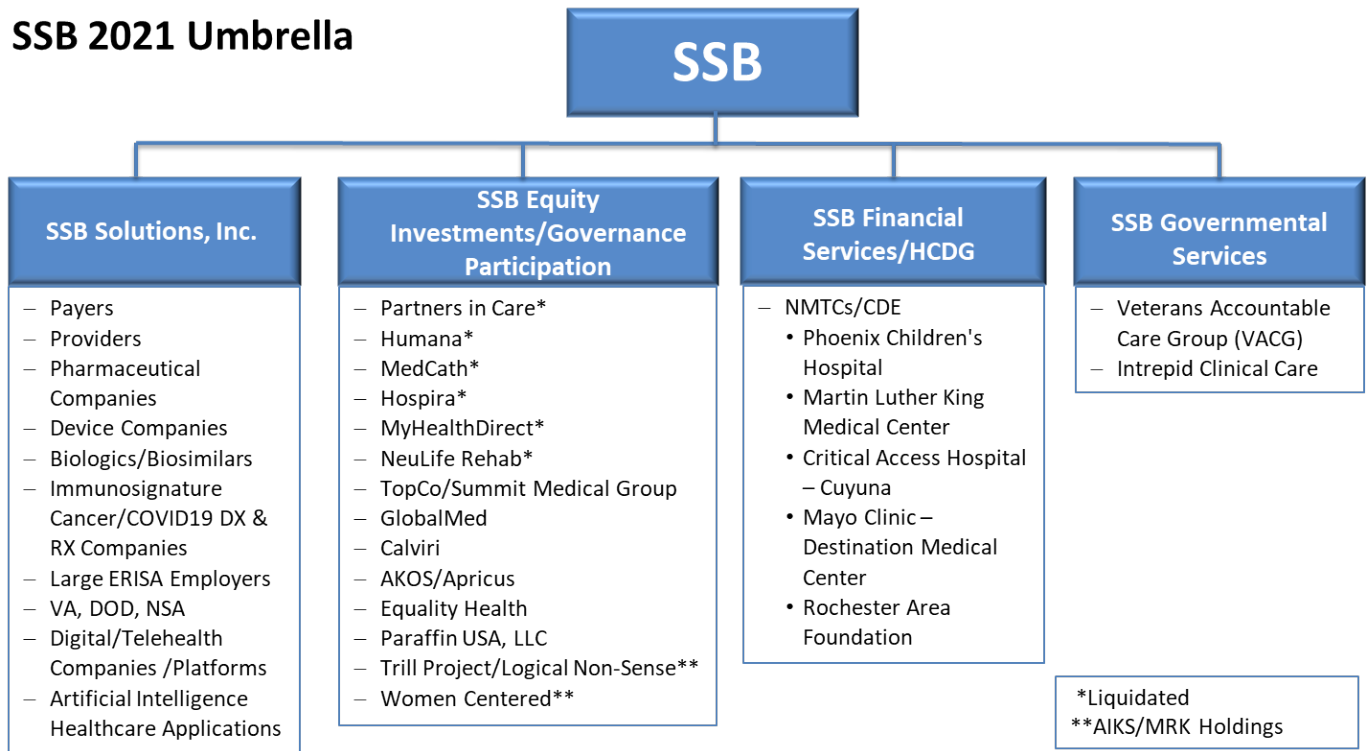 SSB 2021 Umbrella
SSB
SSB Solutions, Inc.
– Payers
– Providers
– Pharmaceutical
Companies
– Device Companies
– Biologics/Biosimilars
– Immunosignature
Cancer/COVID19 DX &
RX Companies
– Large ERISA Employers
– VA, DOD, NSA
– Digital/Telehealth
Companies /Platforms
– Artificial Intelligence
Healthcare Applications
SSB Equity
Investments/Governance
Participation
– Partners in Care*
– Humana*
– MedCath*
– Hospira*
– MyHealthDirect*
– NeuLife Rehab*
– TopCo/Summit Medical Group
– GlobalMed
– Calviri
– AKOS/Apricus
– Equality Health
– Paraffin USA, LLC
– Trill Project/Logical Non-Sense**
– Women Centered**
SSB Financial
Services/HCDG
– NMTCs/CDE
• Phoenix Children's
Hospital
• Martin Luther King
Medical Center
• Critical Access Hospital
– Cuyuna
• Mayo Clinic –
Destination Medical
Center
• Rochester Area
Foundation
SSB Governmental
Services
– Veterans Accountable
Care Group (VACG)
– Intrepid Clinical Care
*Liquidated
**AIKS/MRK Holdings